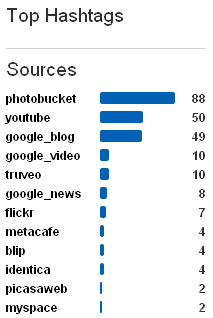 Top Hashtags
Sources
photobucket 88
youtube 50
google_blog 49
google_video 10
truveo 10
google_news 8
flickr 7
metacafe 4
blip 4
identica 4
picasaweb 2
myspace 2